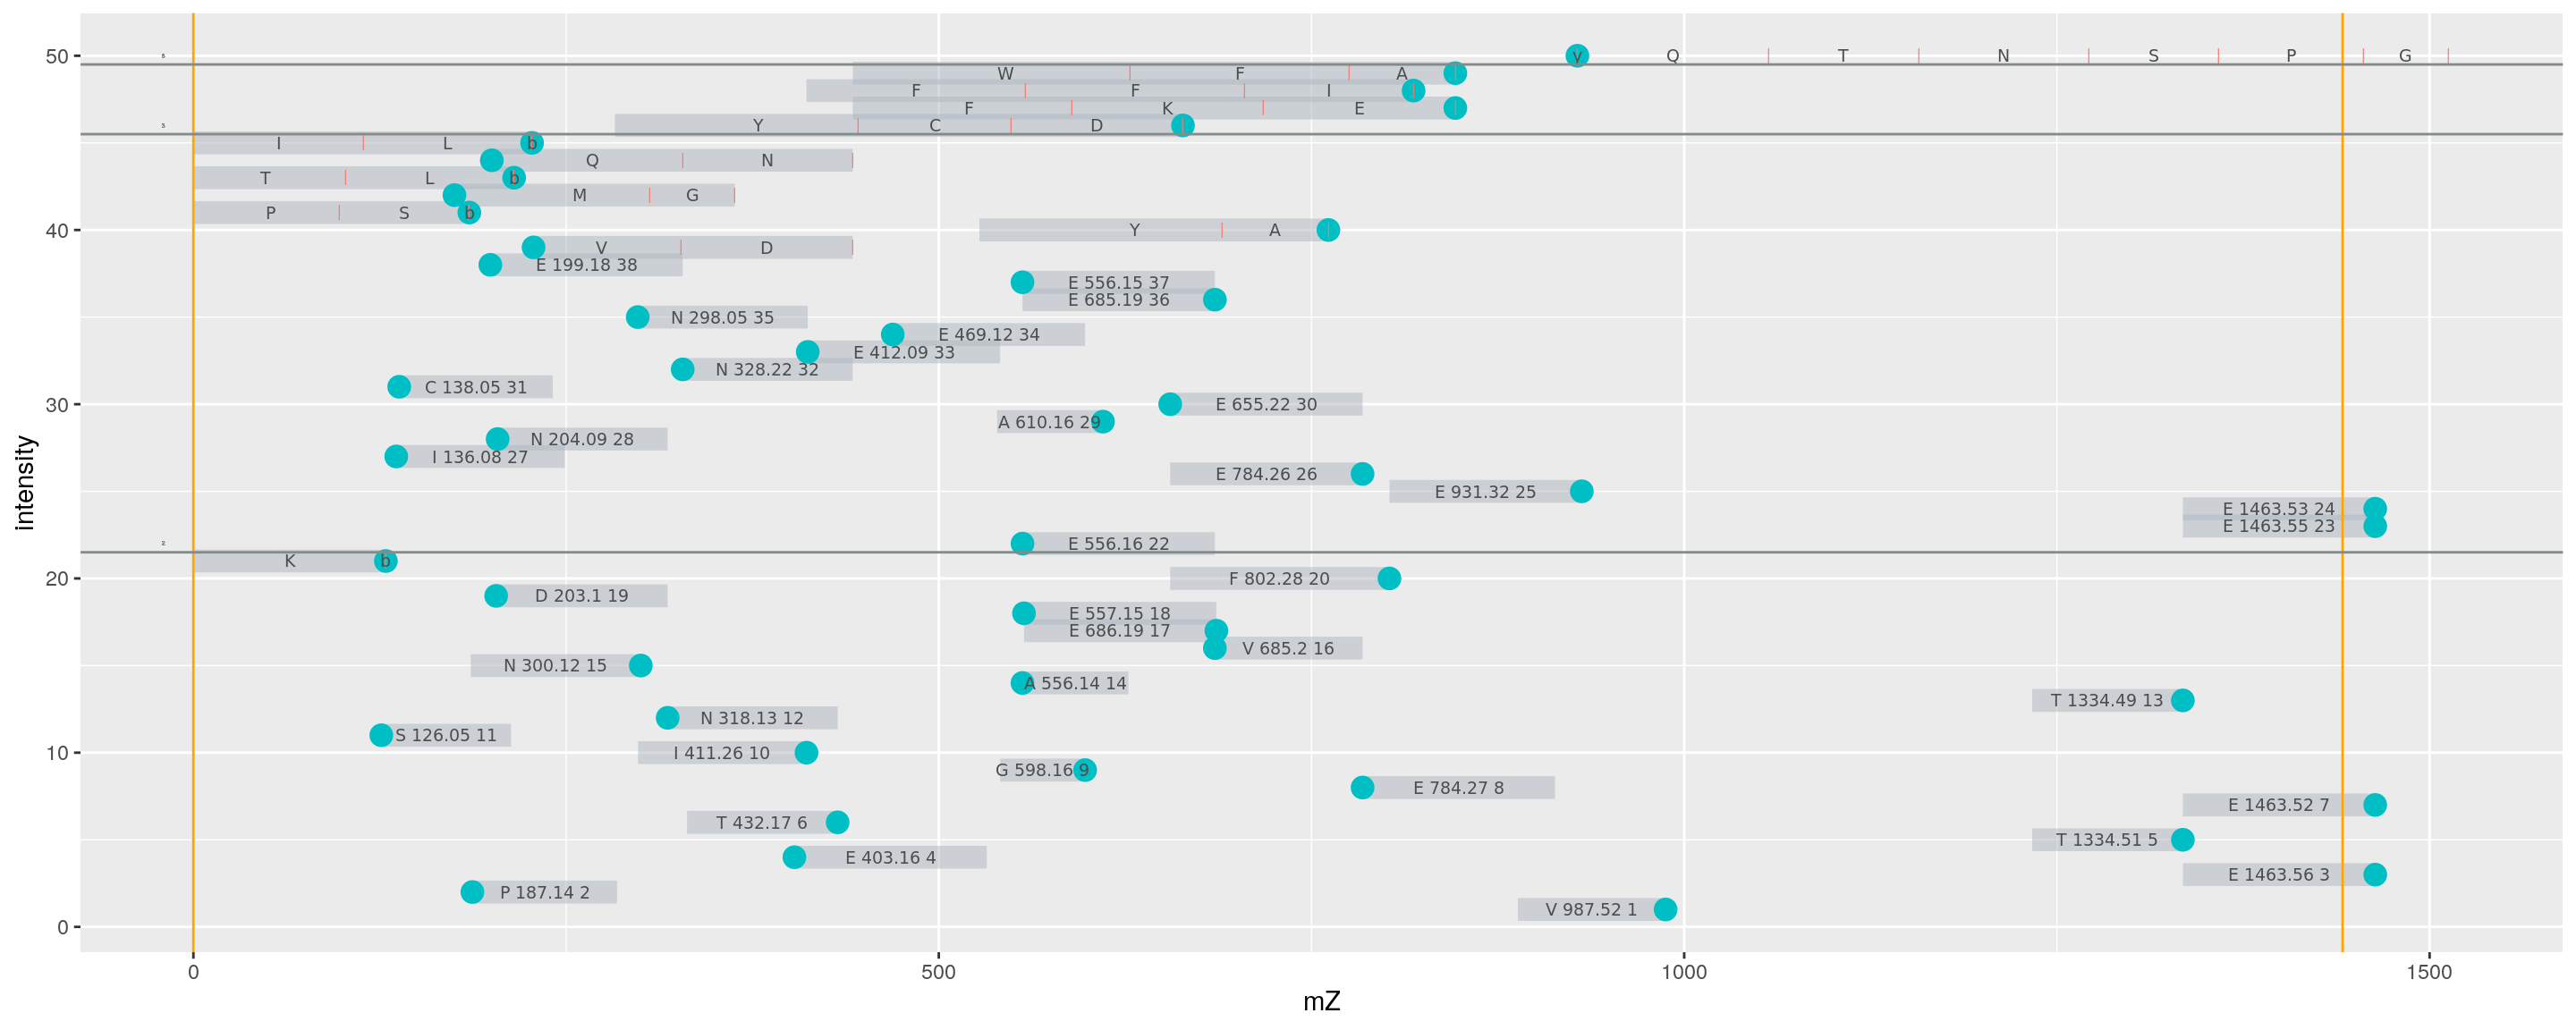 50 s y Q T N S P G
W F A
F F I
F K E
s Y C D
I L b
Q N
T L b
M G
P S b
40 Y A
V D
E 199.18 38
E 556.15 37
E 685.19 36
N 298.05 35
E 469.12 34
E 412.09 33
N 328.22 32
C 138.05 31
30 E 655.22 30
A 610.16 29
N 204.09 28
I 136.08 27
E 784.26 26
E 931.32 25
E 1463.53 24
E 1463.55 23
2 E 556.16 22
K b
20 F 802.28 20
D 203.1 19
E 557.15 18
E 686.19 17
V 685.2 16
N 300.12 15
A 556.14 14
T 1334.49 13
N 318.13 12
S 126.05 11
10 I 411.26 10
G 598.16 9
E 784.27 8
E 1463.52 7
T 432.17 6
T 1334.51 5
E 403.16 4
E 1463.56 3
P 187.14 2
V 987.52 1
0
intensity
0 500 1000 1500
mZ